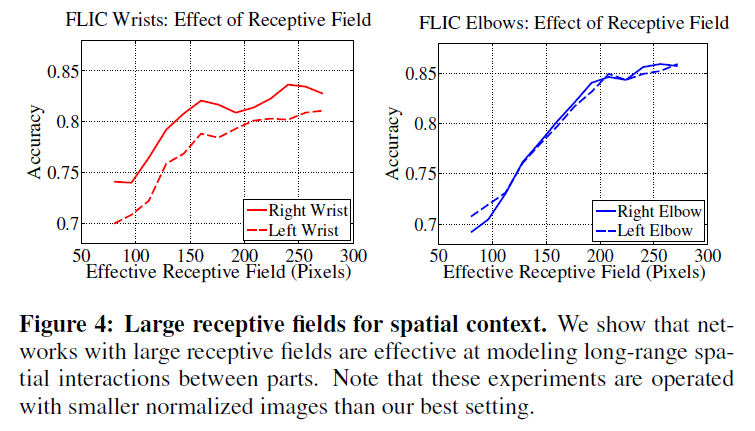 FLIC Wrists: Effect of Receptive Field
0.85
0.8
0.75
0.7
Accuracy
Right Wrist
Left Wrist
50 100 150 200 250 300
Effective Receptive Field (Pixels)
FLIC Elbows: Effect of Receptive Field
0.85
0.8
0.75
0.7
Accuracy
Right Elbow
Left Elbow
50 100 150 200 250 300
Effective Receptive Field (Pixels)
Figure 4: Large receptive fields for spatial context. We show that net-
works with large receptive fields are effective at modeling long-range spa-
tial interactions between parts. Note that these experiments are operated
with smaller normalized images than our best setting.